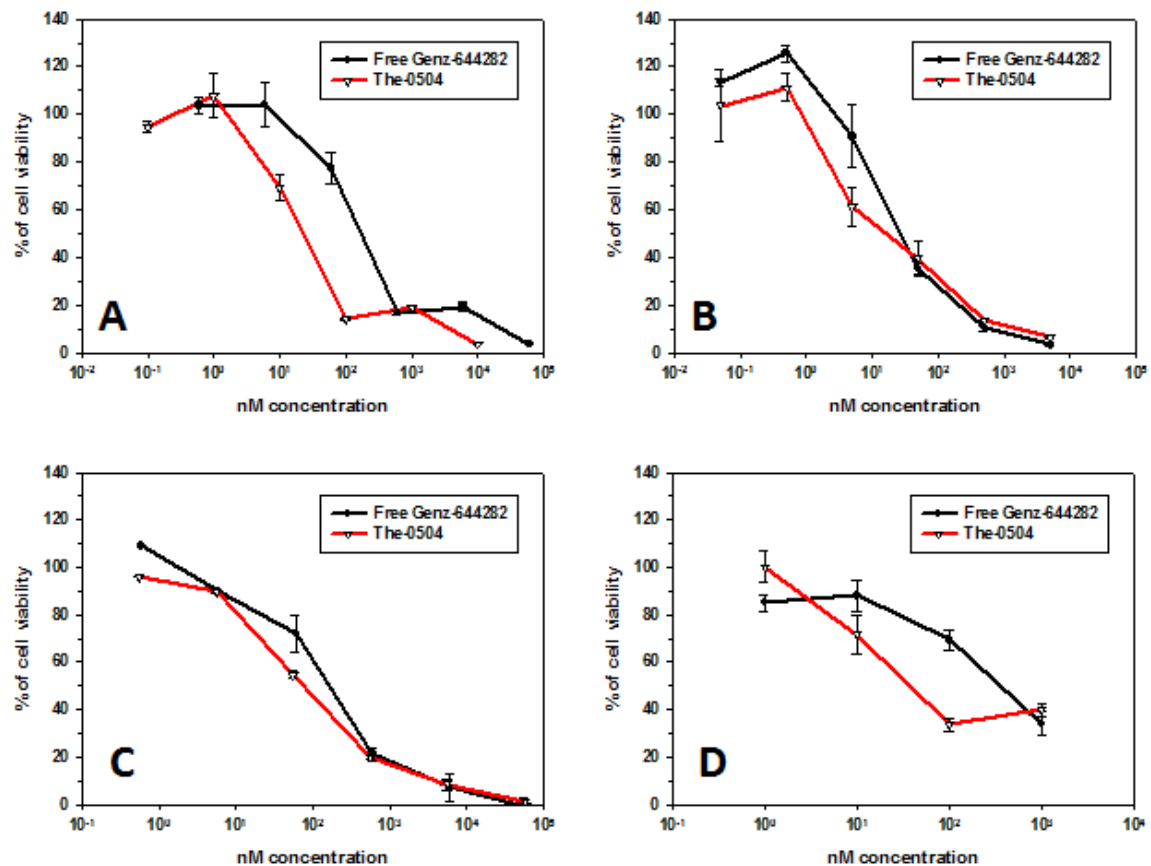 140
120
100
80
60
40
20
0
% of cell viability
Free Genz-644282
The-0504
A
10⁻² 10⁻¹ 10⁰ 10¹ 10² 10³ 10⁴ 10⁵
nM concentration
140
120
100
80
60
40
20
0
% of cell viability
Free Genz-644282
The-0504
B
10⁻² 10⁻¹ 10⁰ 10¹ 10² 10³ 10⁴ 10⁵
nM concentration
140
120
100
80
60
40
20
0
% of cell viability
Free Genz-644282
The-0504
C
10⁻¹ 10⁰ 10¹ 10² 10³ 10⁴ 10⁵
nM concentration
140
120
100
80
60
40
20
0
% of cell viability
Free Genz-644282
The-0504
D
10⁻¹ 10⁰ 10¹ 10² 10³ 10⁴
nM concentration